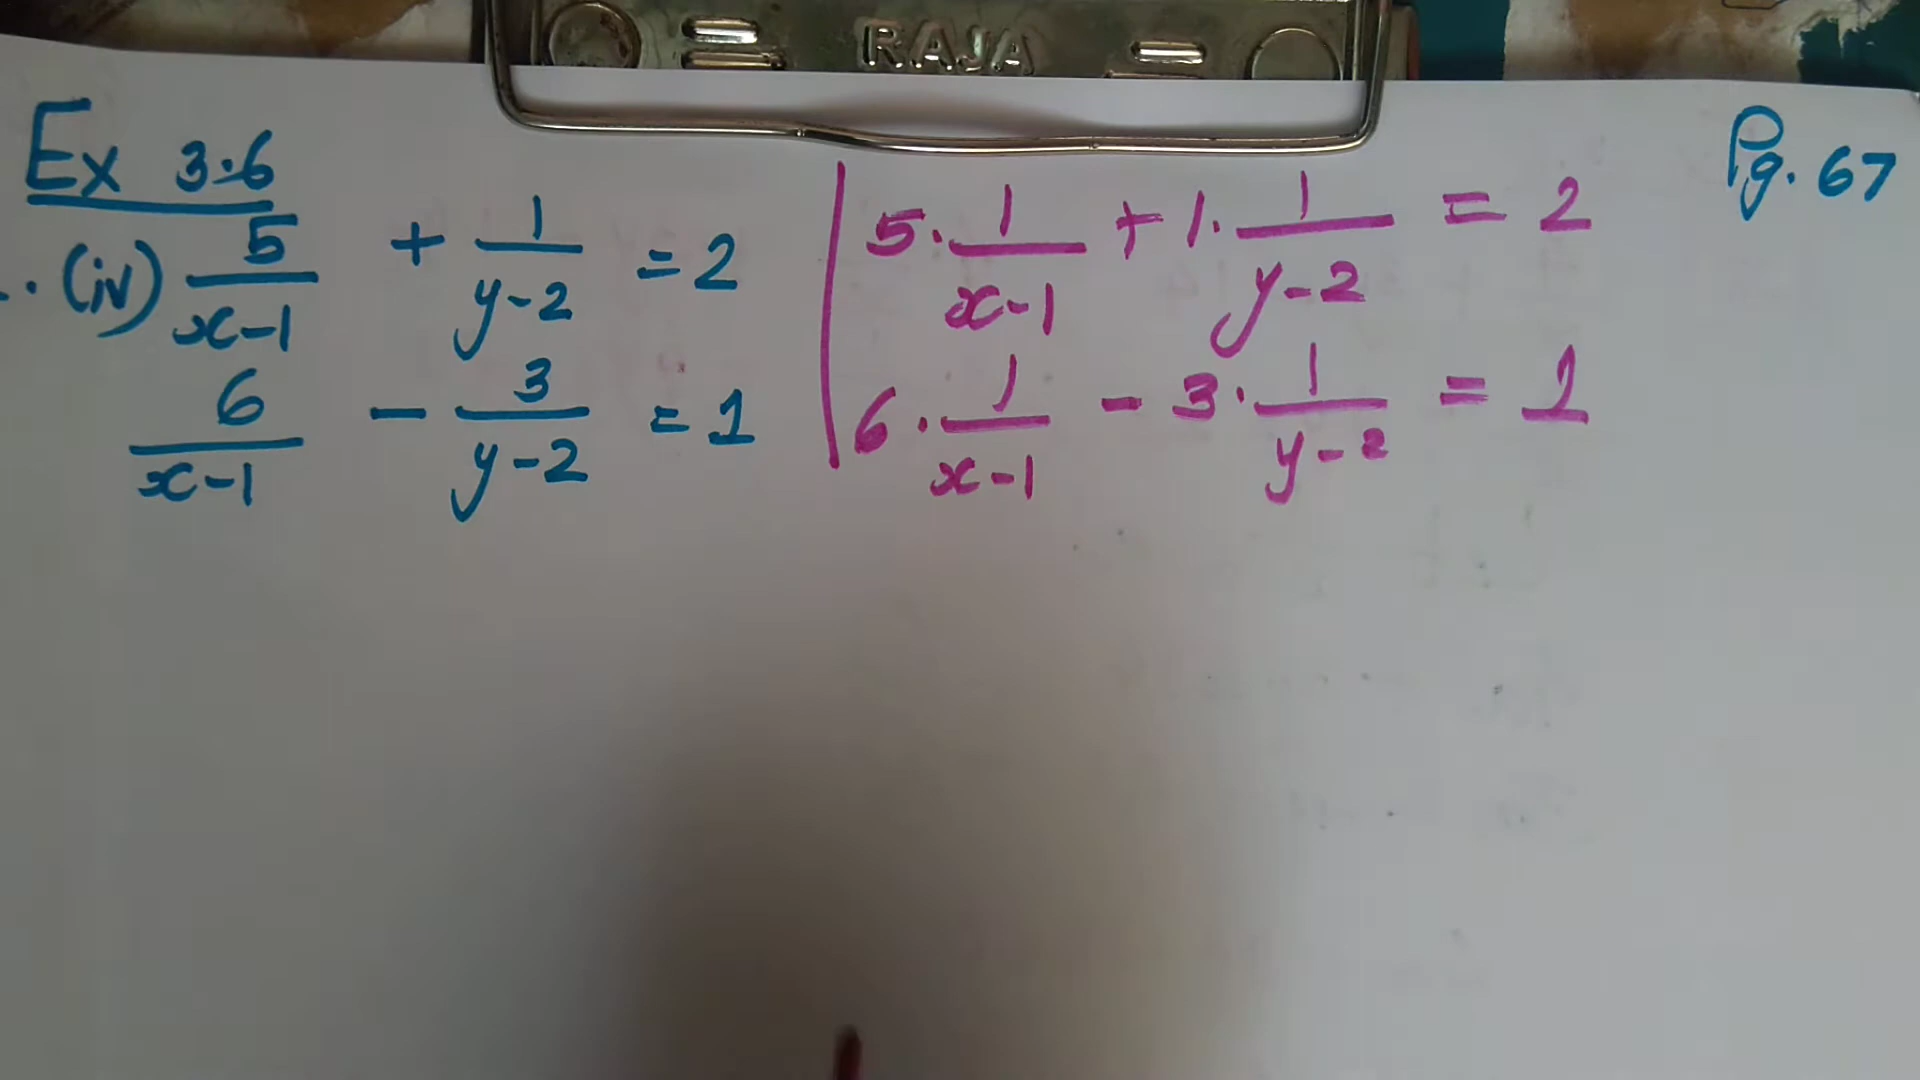 RAJA
Ex 3.6
Pg. 67
.. (iv) 5/(x-1) + 1/(y-2) = 2
6/(x-1) - 3/(y-2) = 1
5. 1/(x-1) + 1. 1/(y-2) = 2
6. 1/(x-1) - 3. 1/(y-2) = 1